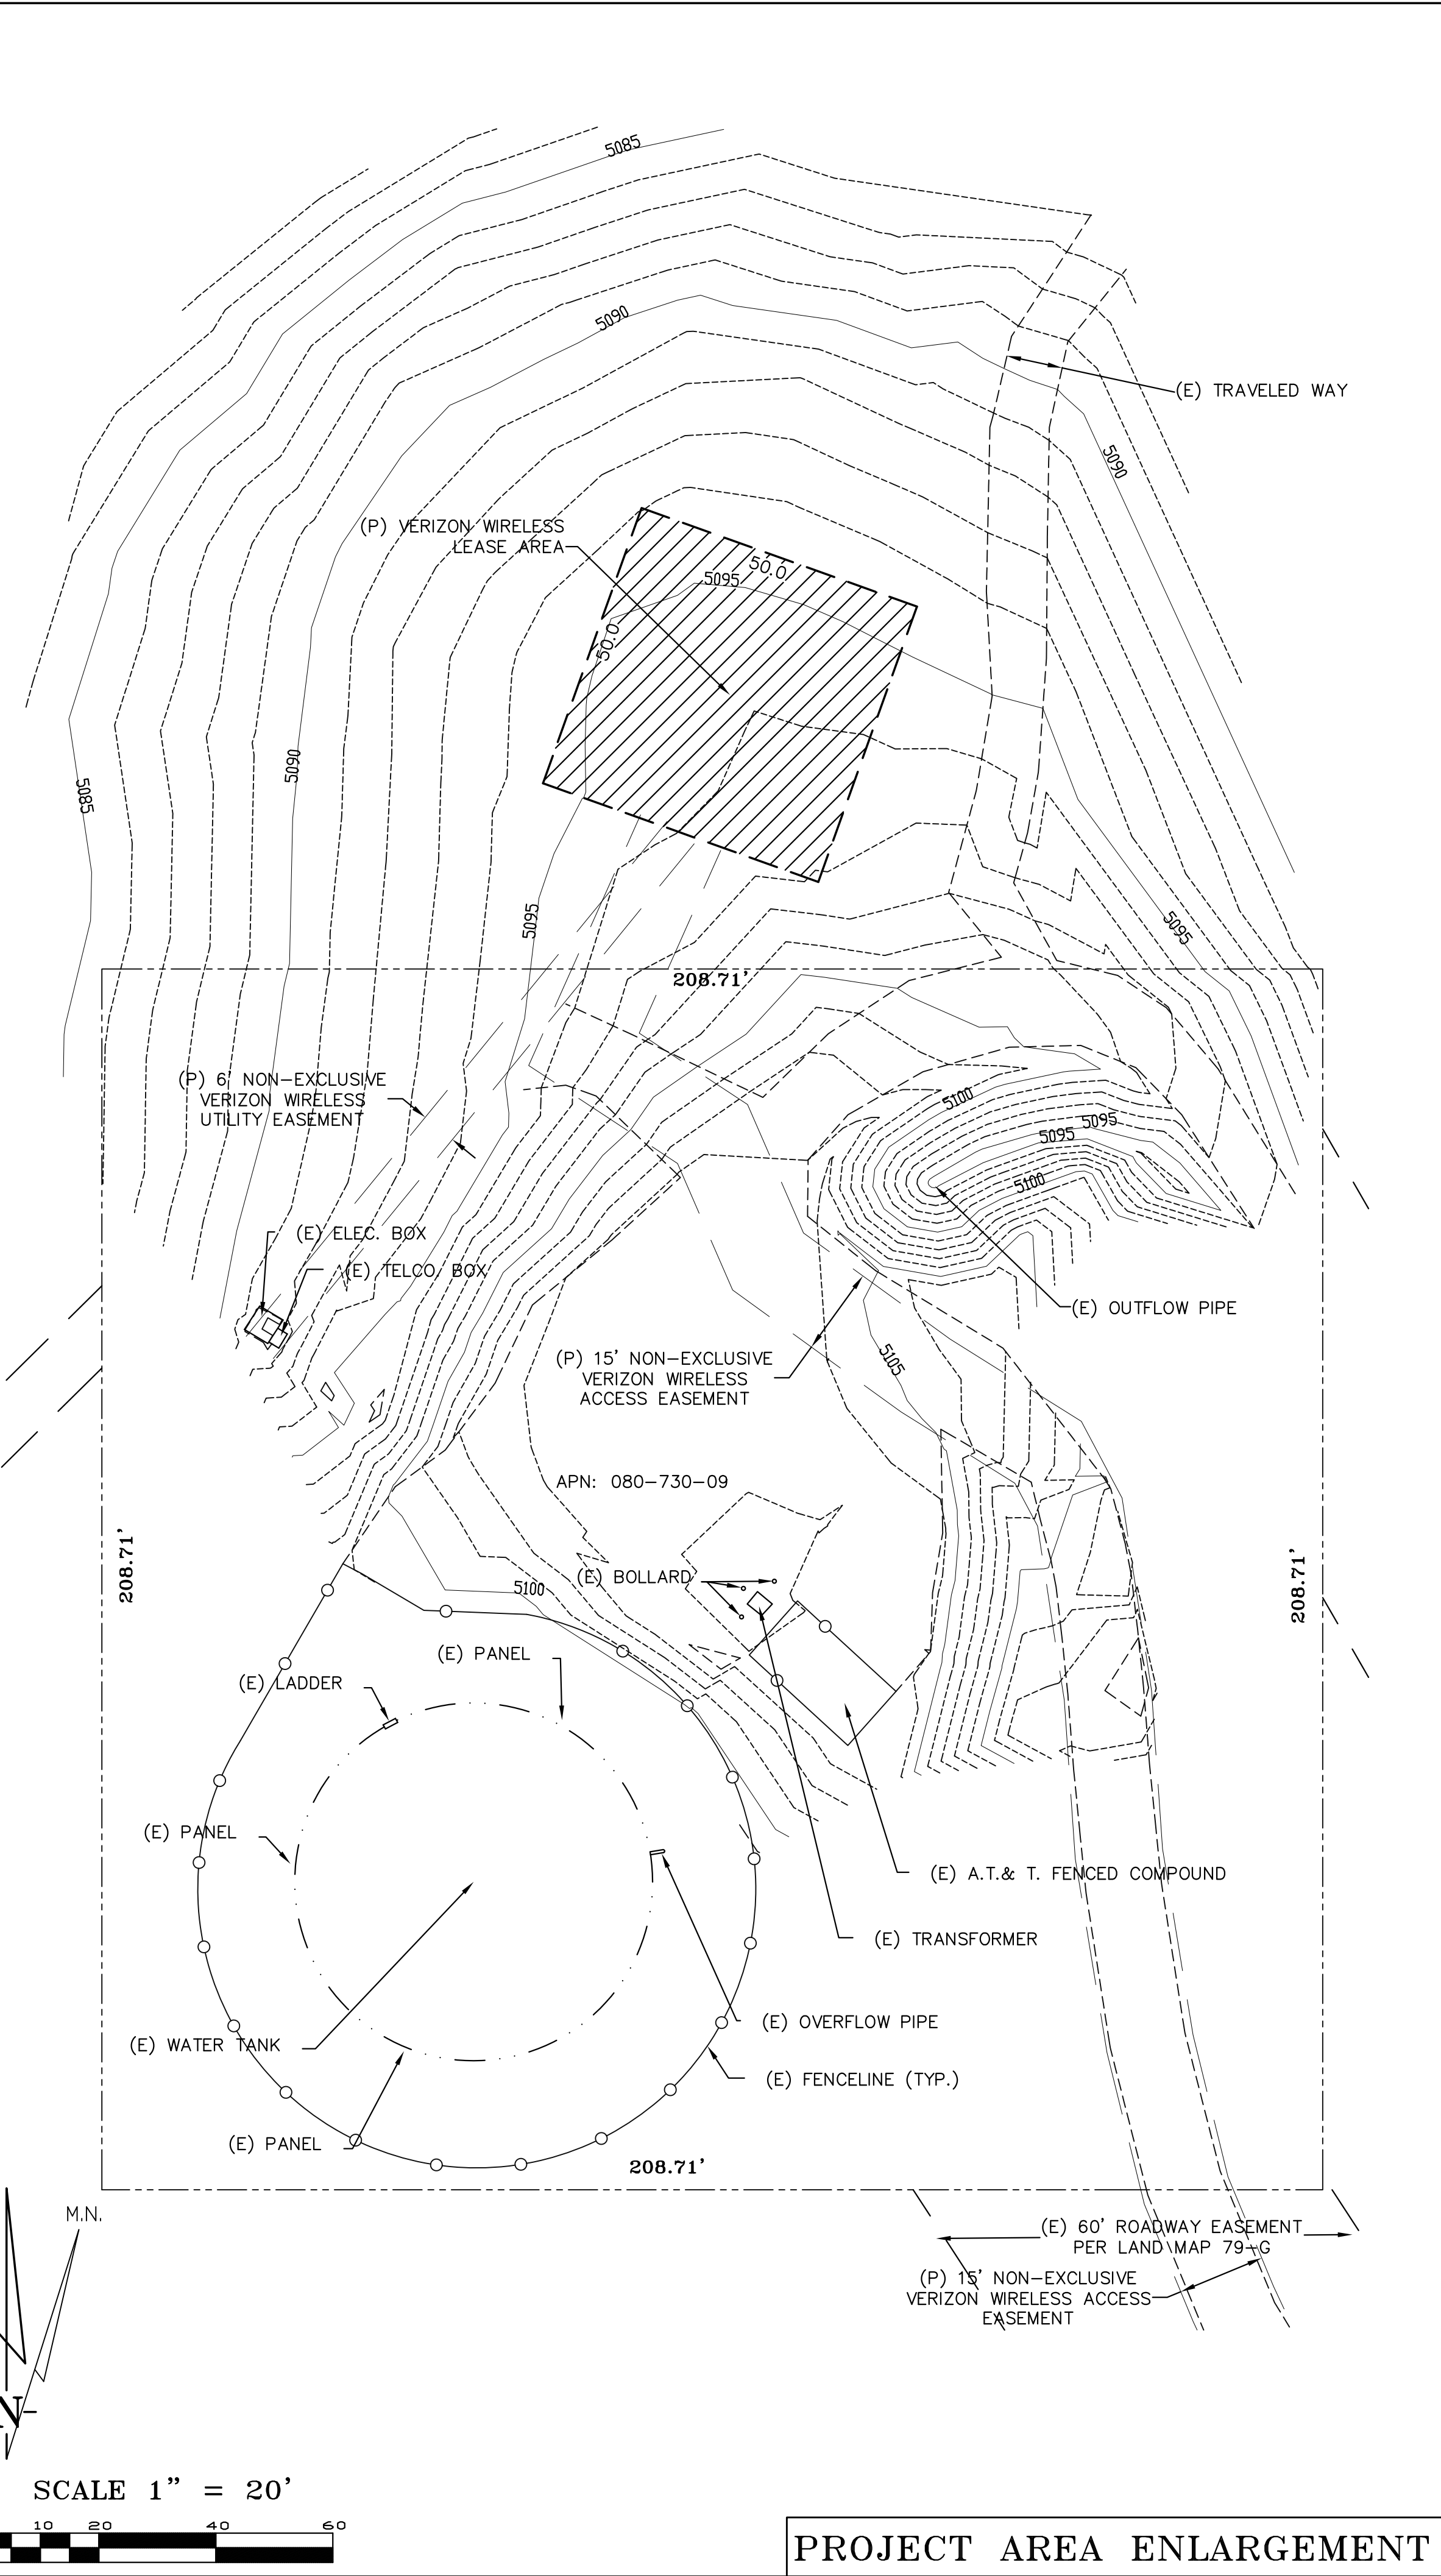 5085
5090
(E) TRAVELED WAY
5090
(P) VERIZON WIRELESS
LEASE AREA
50.0
5095
50.0
5090
5085
5095
5095
208.71'
(P) 6' NON-EXCLUSIVE
VERIZON WIRELESS
UTILITY EASEMENT
5100
5095
5095
5100
(E) ELEC. BOX
(E) TELCO. BOX
(E) OUTFLOW PIPE
(P) 15' NON-EXCLUSIVE
VERIZON WIRELESS
ACCESS EASEMENT
5105
APN: 080-730-09
208.71'
208.71'
(E) BOLLARD
5100
(E) PANEL
(E) LADDER
(E) PANEL
(E) A.T.& T. FENCED COMPOUND
(E) TRANSFORMER
(E) OVERFLOW PIPE
(E) WATER TANK
(E) FENCELINE (TYP.)
(E) PANEL
208.71'
M.N.
(E) 60' ROADWAY EASEMENT
PER LAND MAP 79-G
(P) 15' NON-EXCLUSIVE
VERIZON WIRELESS ACCESS
EASEMENT
N
SCALE 1" = 20'
10 20 40 60
PROJECT AREA ENLARGEMENT